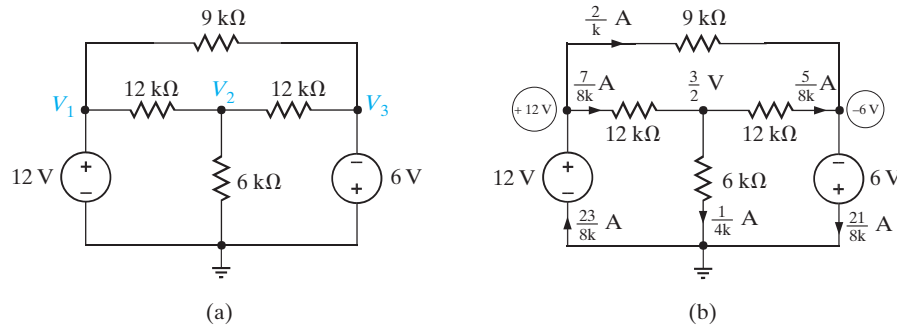 9 kΩ
12 kΩ
12 kΩ
V1
V2
V3
+
−
−
+
12 V
6 kΩ
6 V
(a)
2/k A
9 kΩ
7/8k A
3/2 V
5/8k A
+ 12 V
–6 V
12 kΩ
12 kΩ
+
−
−
+
12 V
6 kΩ
6 V
23/8k A
1/4k A
21/8k A
(b)